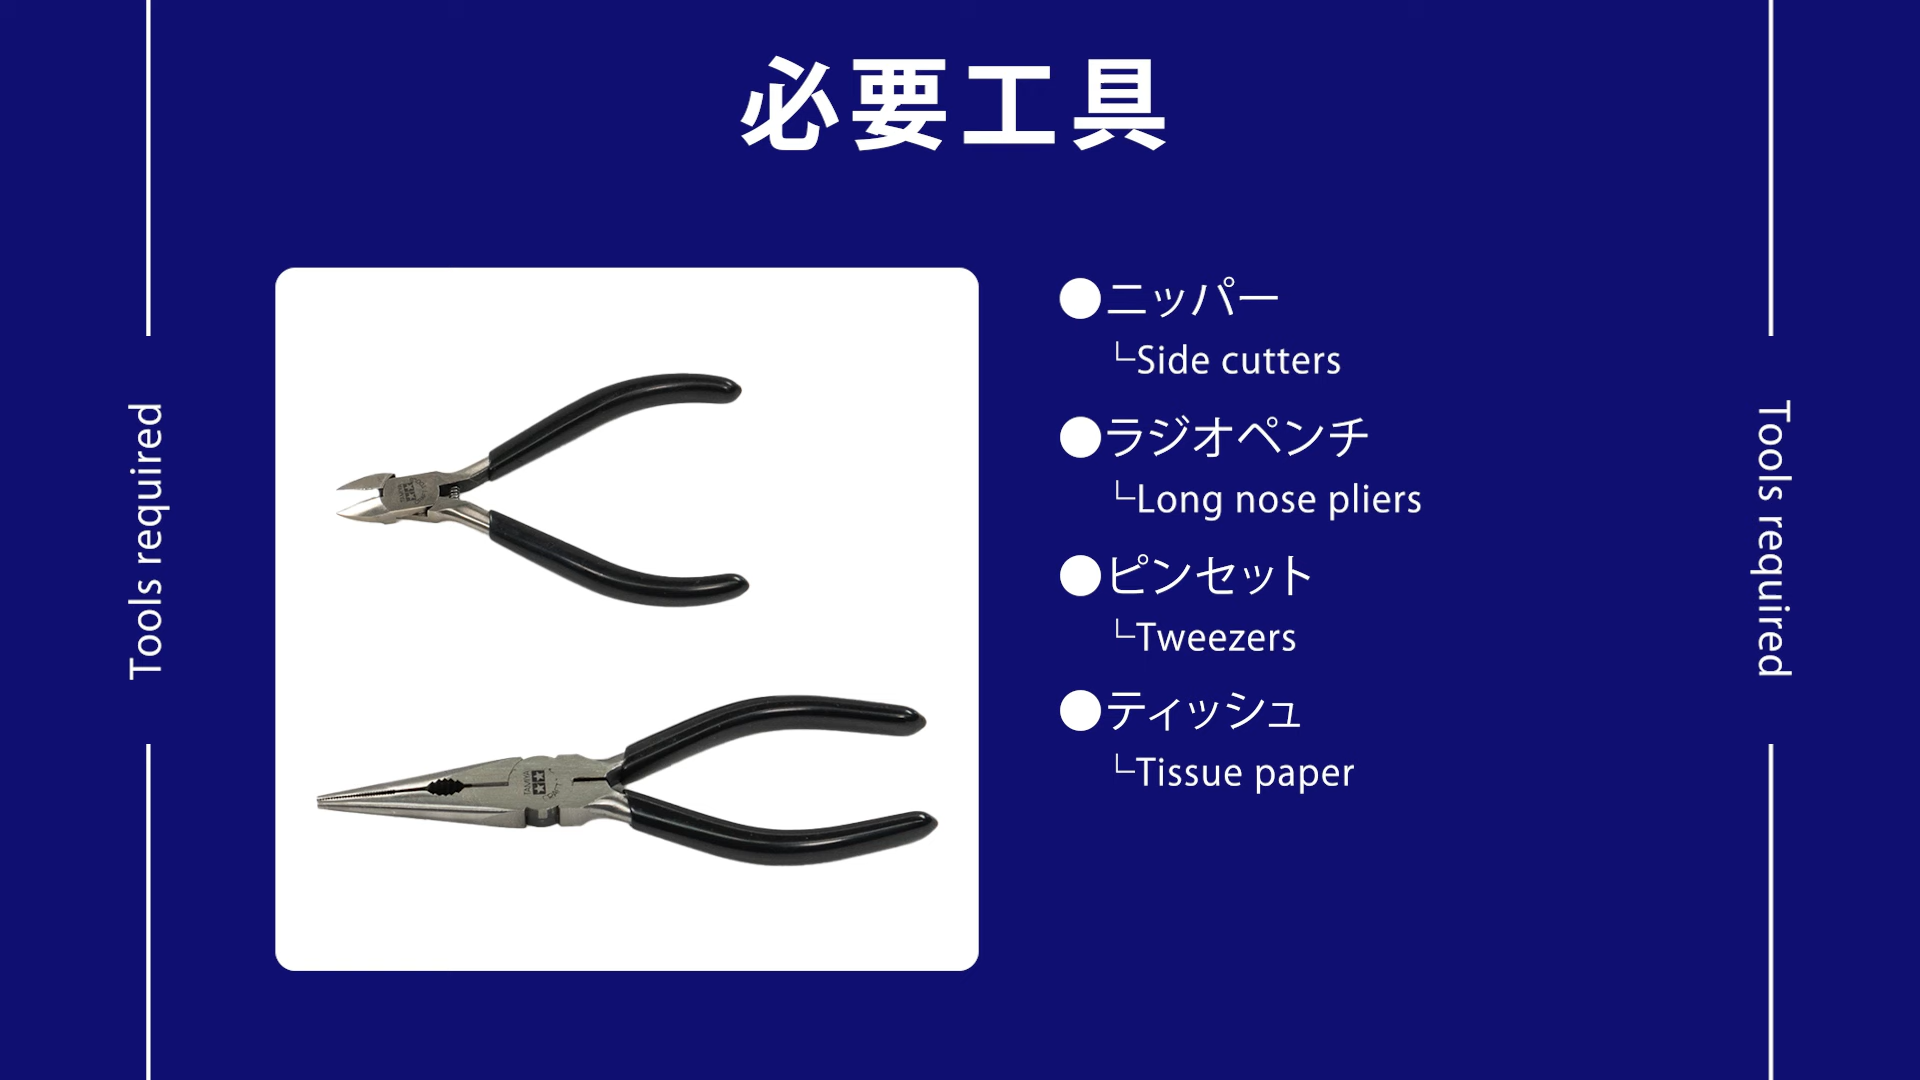 必要工具
Tools required
●ニッパー
└Side cutters
●ラジオペンチ
└Long nose pliers
●ピンセット
└Tweezers
●ティッシュ
└Tissue paper
Tools required
TAMIYA